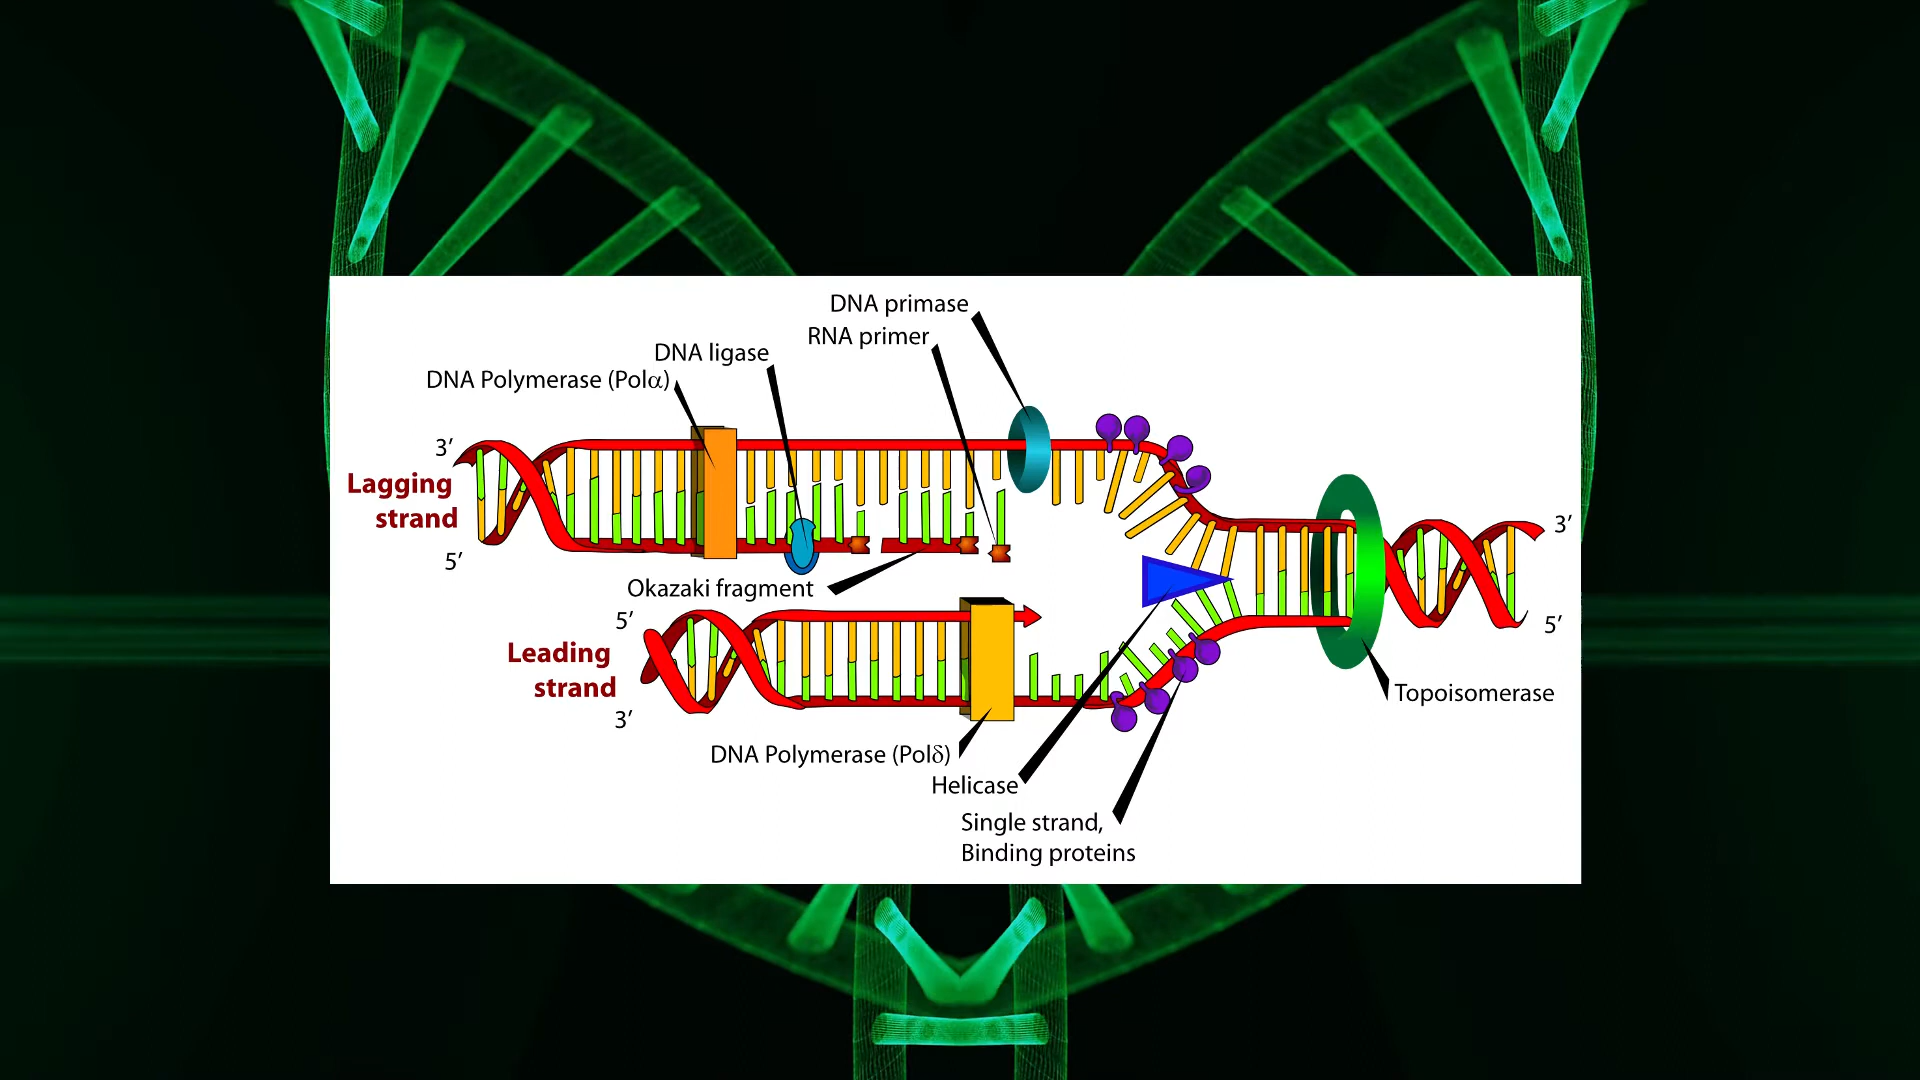 DNA primase
RNA primer
DNA ligase
DNA Polymerase (Polα)
3′
Lagging
strand
5′
Okazaki fragment
3′
5′
5′
Leading
strand
3′
Topoisomerase
DNA Polymerase (Polδ)
Helicase
Single strand,
Binding proteins